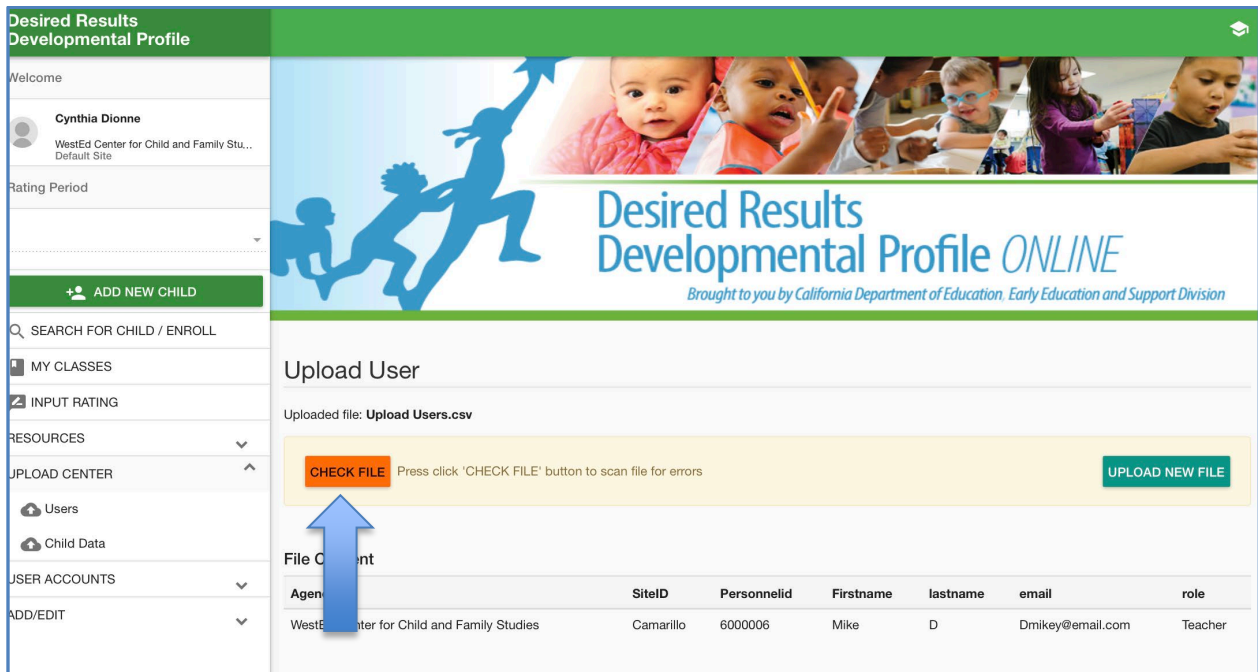 Desired Results
Developmental Profile
Welcome
Cynthia Dionne
WestEd Center for Child and Family Stu...
Default Site
Rating Period
ADD NEW CHILD
SEARCH FOR CHILD / ENROLL
MY CLASSES
INPUT RATING
RESOURCES
UPLOAD CENTER
Users
Child Data
USER ACCOUNTS
ADD/EDIT
Desired Results
Developmental Profile ONLINE
Brought to you by California Department of Education, Early Education and Support Division
Upload User
Uploaded file: Upload Users.csv
CHECK FILE Press click 'CHECK FILE' button to scan file for errors UPLOAD NEW FILE
File C nt
Agen SiteID Personnelid Firstname lastname email role
WestE nter for Child and Family Studies Camarillo 6000006 Mike D Dmikey@email.com Teacher